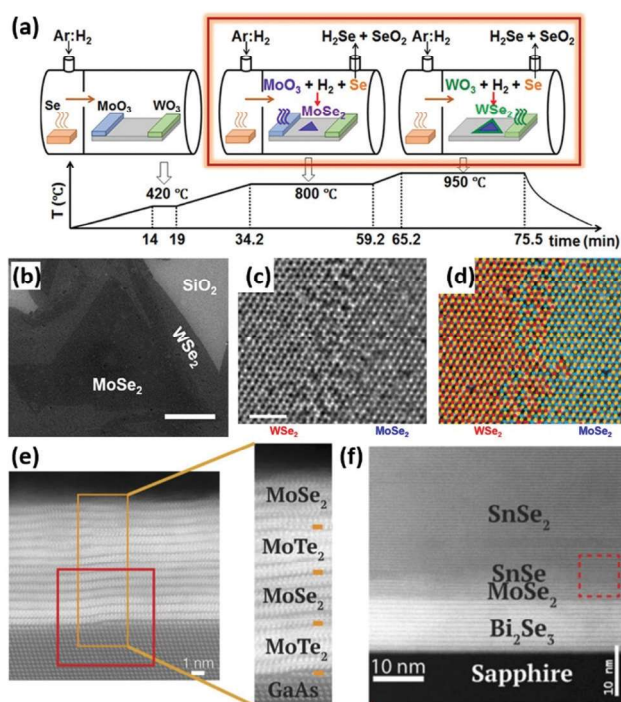 (a)
Ar:H2
Se
MoO3
WO3
Ar:H2
H2Se + SeO2
MoO3 + H2 + Se
MoSe2
Ar:H2
H2Se + SeO2
WO3 + H2 + Se
WSe2
T (℃)
420 ℃
800 ℃
950 ℃
14
19
34.2
59.2
65.2
75.5
time (min)
(b)
SiO2
WSe2
MoSe2
(c)
WSe2
MoSe2
(d)
WSe2
MoSe2
(e)
1 nm
MoSe2
MoTe2
MoSe2
MoTe2
GaAs
(f)
SnSe2
SnSe
MoSe2
Bi2Se3
Sapphire
10 nm
10 nm